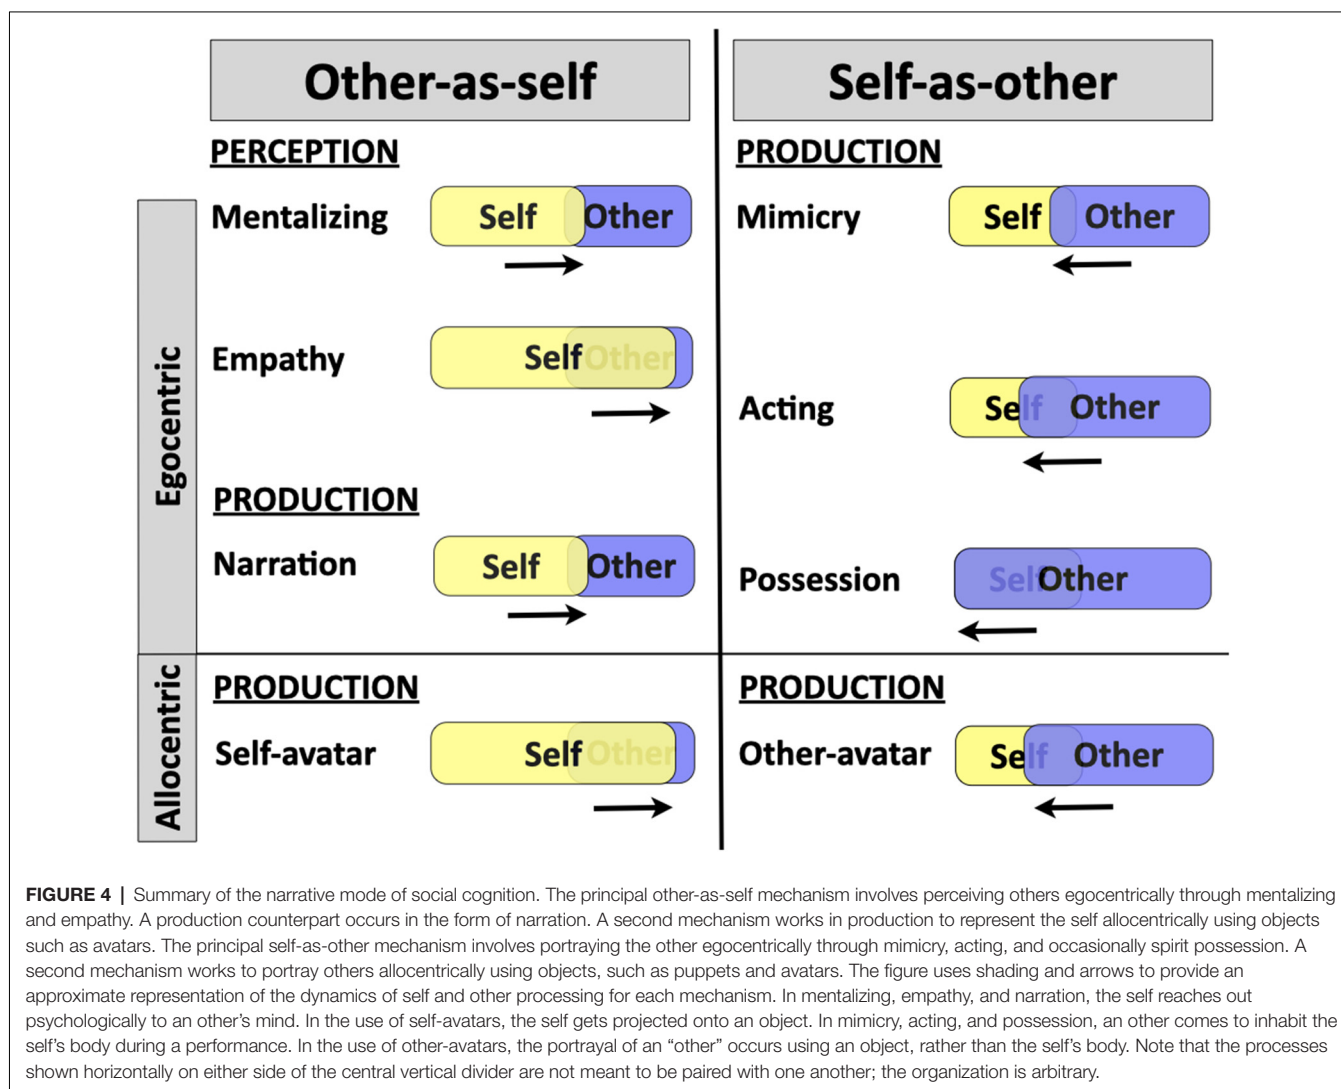 Other-as-self
Self-as-other
PERCEPTION
PRODUCTION
Egocentric
Mentalizing
Self
Other
Mimicry
Self
Other
Empathy
Self
Other
Acting
Self
Other
PRODUCTION
Narration
Self
Other
Possession
Self
Other
Allocentric
PRODUCTION
PRODUCTION
Self-avatar
Self
Other
Other-avatar
Self
Other
FIGURE 4 | Summary of the narrative mode of social cognition. The principal other-as-self mechanism involves perceiving others egocentrically through mentalizing
and empathy. A production counterpart occurs in the form of narration. A second mechanism works in production to represent the self allocentrically using objects
such as avatars. The principal self-as-other mechanism involves portraying the other egocentrically through mimicry, acting, and occasionally spirit possession. A
second mechanism works to portray others allocentrically using objects, such as puppets and avatars. The figure uses shading and arrows to provide an
approximate representation of the dynamics of self and other processing for each mechanism. In mentalizing, empathy, and narration, the self reaches out
psychologically to an other's mind. In the use of self-avatars, the self gets projected onto an object. In mimicry, acting, and possession, an other comes to inhabit the
self's body during a performance. In the use of other-avatars, the portrayal of an “other” occurs using an object, rather than the self's body. Note that the processes
shown horizontally on either side of the central vertical divider are not meant to be paired with one another; the organization is arbitrary.